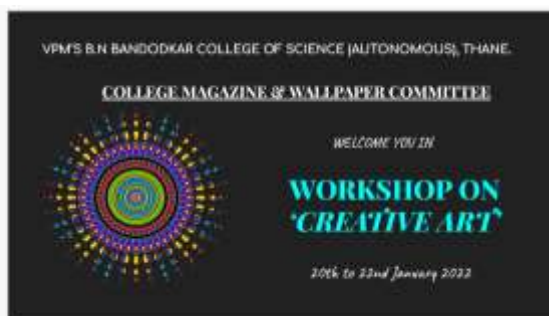 VPM'S B.N BANDODKAR COLLEGE OF SCIENCE (AUTONOMOUS), THANE.
COLLEGE MAGAZINE & WALLPAPER COMMITTEE
WELCOME YOU IN
WORKSHOP ON
'CREATIVE ART'
20th to 22nd January 2022